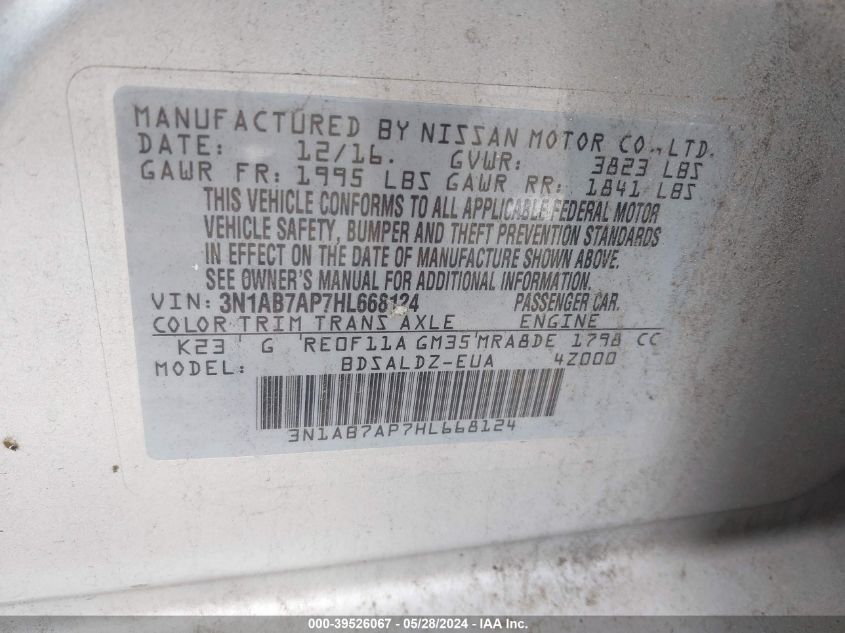 MANUFACTURED BY NISSAN MOTOR CO.,LTD.
DATE: 12/16. GVWR: 3823 LBS
GAWR FR: 1995 LBS GAWR RR: 1841 LBS
THIS VEHICLE CONFORMS TO ALL APPLICABLE FEDERAL MOTOR
VEHICLE SAFETY, BUMPER AND THEFT PREVENTION STANDARDS
IN EFFECT ON THE DATE OF MANUFACTURE SHOWN ABOVE.
SEE OWNER'S MANUAL FOR ADDITIONAL INFORMATION.
VIN: 3N1AB7AP7HL668124 PASSENGER CAR.
COLOR TRIM TRANS AXLE ENGINE
K23 G RE0F11A GM35 MRA8DE 1798 CC
MODEL: BDSALDZ-EUA 4Z000
3N1AB7AP7HL668124
000-39526067 - 05/28/2024 - IAA Inc.